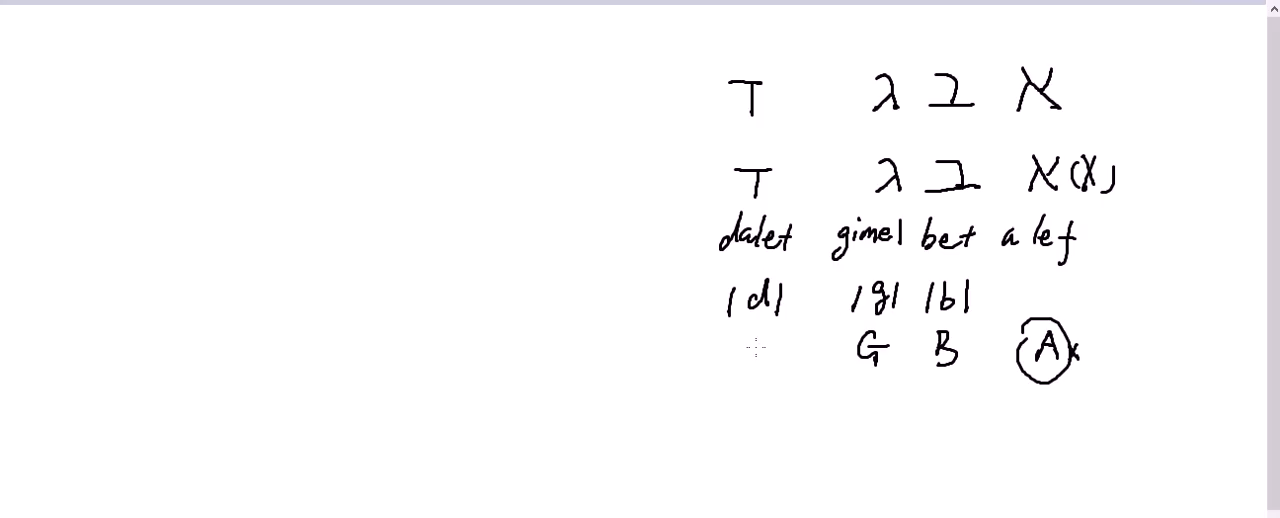 א ב ג ד
א(X) ב ג ד
alef bet gimel dalet
/b/ /g/ /d/
A x B G